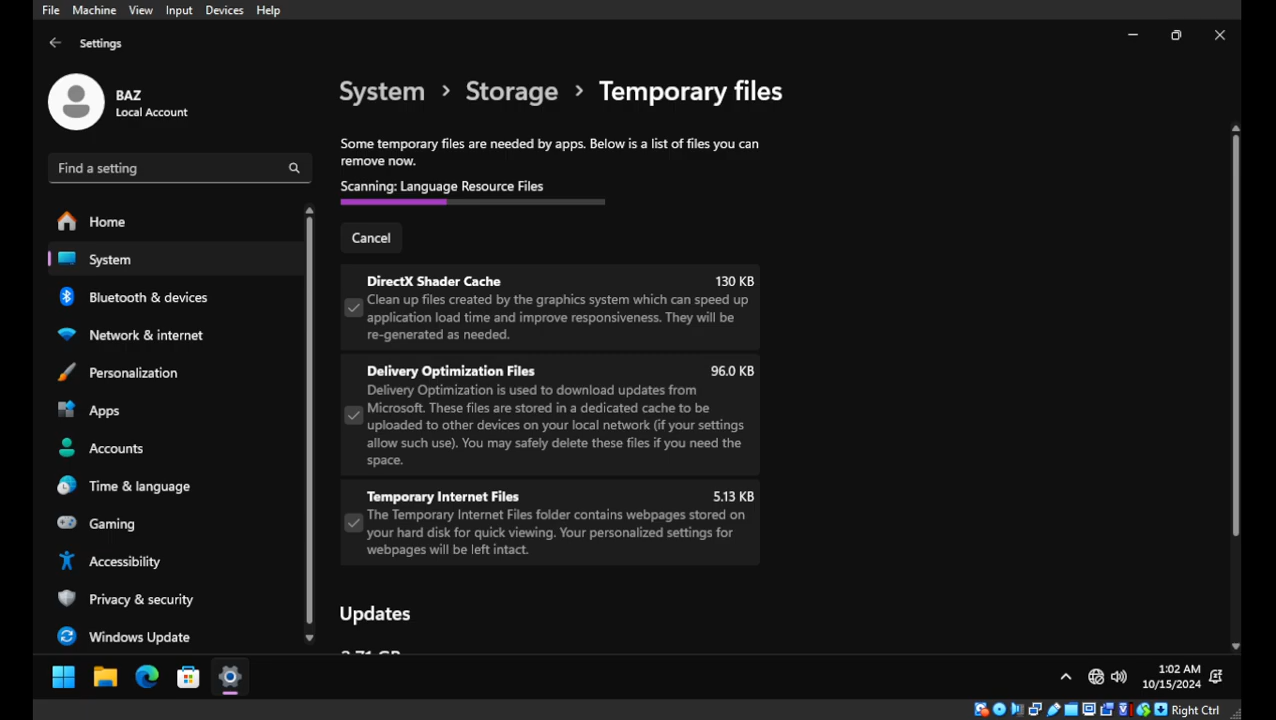 File Machine View Input Devices Help
Settings
BAZ
Local Account
Find a setting
Home
System
Bluetooth & devices
Network & internet
Personalization
Apps
Accounts
Time & language
Gaming
Accessibility
Privacy & security
Windows Update
System > Storage > Temporary files
Some temporary files are needed by apps. Below is a list of files you can
remove now.
Scanning: Language Resource Files
Cancel
DirectX Shader Cache 130 KB
Clean up files created by the graphics system which can speed up
application load time and improve responsiveness. They will be
re-generated as needed.
Delivery Optimization Files 96.0 KB
Delivery Optimization is used to download updates from
Microsoft. These files are stored in a dedicated cache to be
uploaded to other devices on your local network (if your settings
allow such use). You may safely delete these files if you need the
space.
Temporary Internet Files 5.13 KB
The Temporary Internet Files folder contains webpages stored on
your hard disk for quick viewing. Your personalized settings for
webpages will be left intact.
Updates
1:02 AM
10/15/2024
Right Ctrl